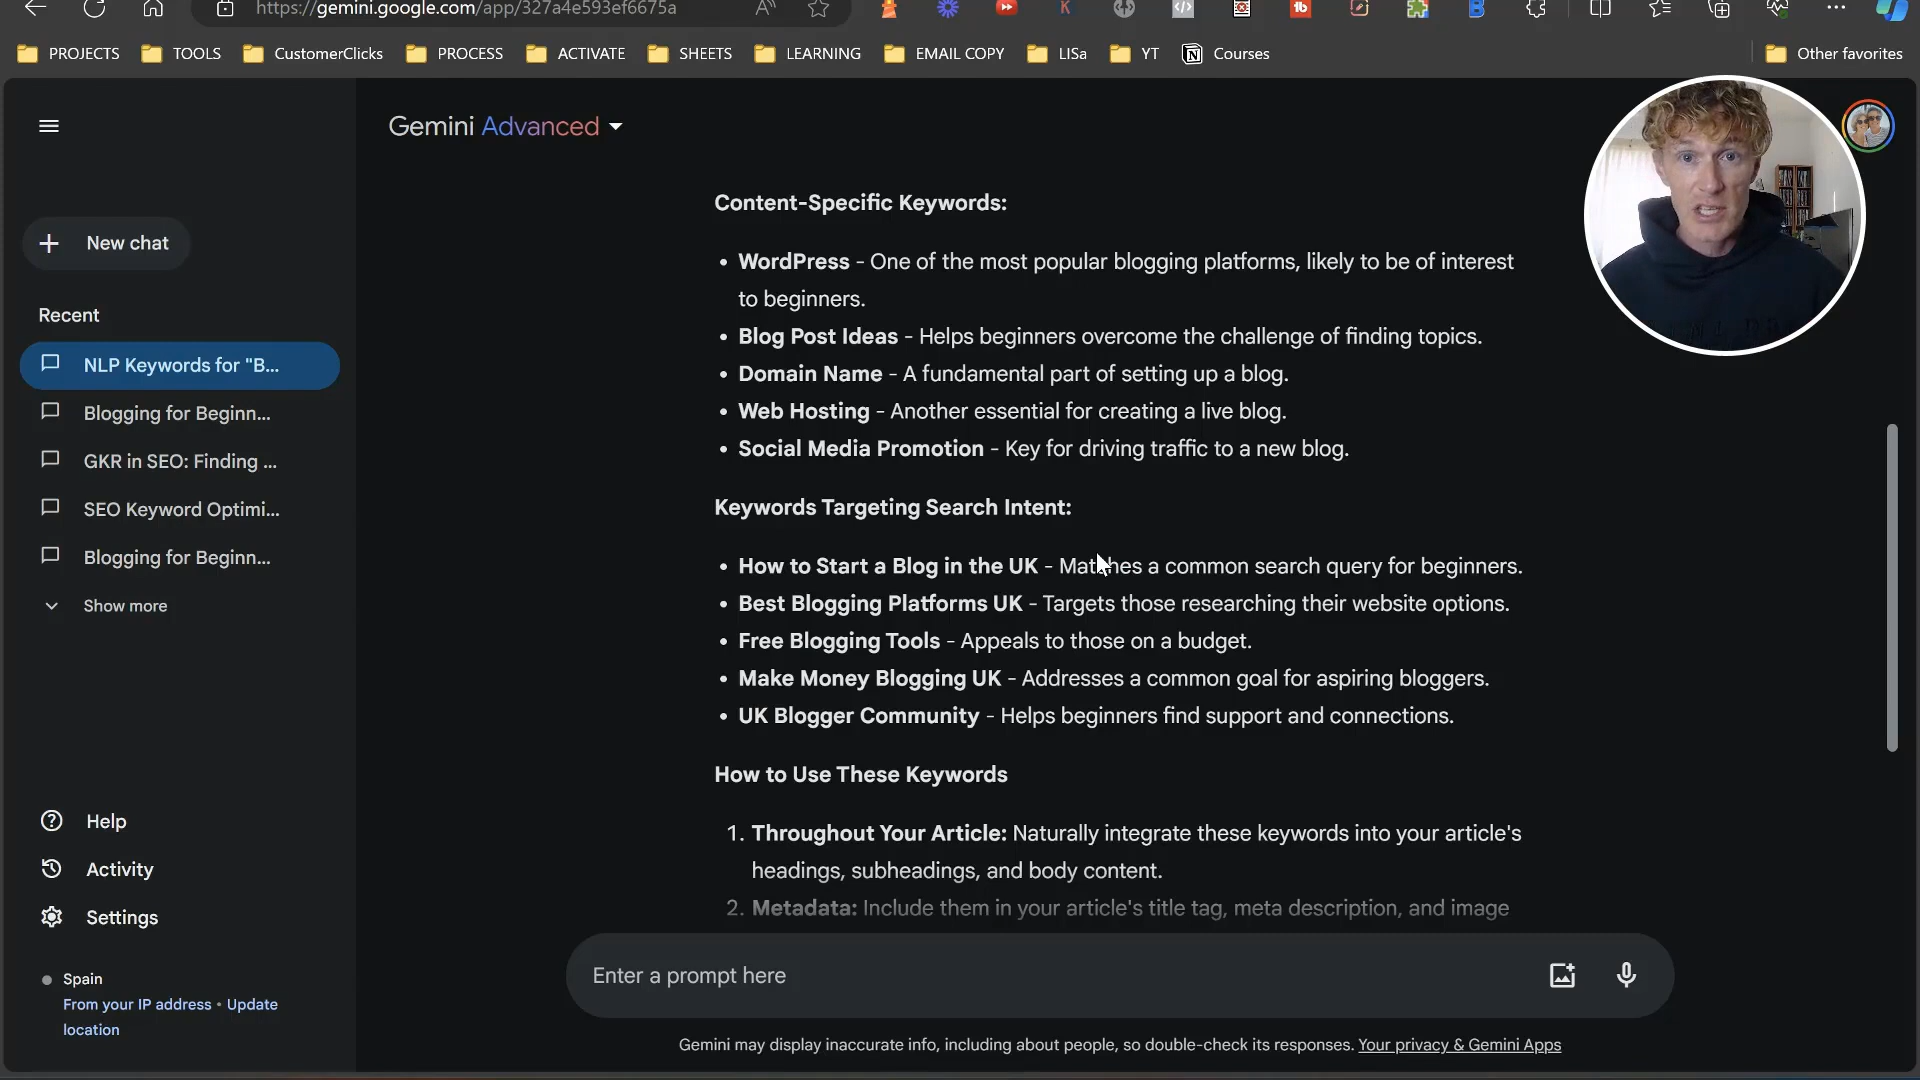 https://gemini.google.com/app/327a4e593ef6675a
PROJECTS TOOLS CustomerClicks PROCESS ACTIVATE SHEETS LEARNING EMAIL COPY LISa YT Courses Other favorites
Gemini Advanced
New chat
Recent
NLP Keywords for "B...
Blogging for Beginn...
GKR in SEO: Finding ...
SEO Keyword Optimi...
Blogging for Beginn...
Show more
Help
Activity
Settings
Spain
From your IP address • Update
location
Content-Specific Keywords:
• WordPress - One of the most popular blogging platforms, likely to be of interest
to beginners.
• Blog Post Ideas - Helps beginners overcome the challenge of finding topics.
• Domain Name - A fundamental part of setting up a blog.
• Web Hosting - Another essential for creating a live blog.
• Social Media Promotion - Key for driving traffic to a new blog.
Keywords Targeting Search Intent:
• How to Start a Blog in the UK - Matches a common search query for beginners.
• Best Blogging Platforms UK - Targets those researching their website options.
• Free Blogging Tools - Appeals to those on a budget.
• Make Money Blogging UK - Addresses a common goal for aspiring bloggers.
• UK Blogger Community - Helps beginners find support and connections.
How to Use These Keywords
1. Throughout Your Article: Naturally integrate these keywords into your article's
headings, subheadings, and body content.
2. Metadata: Include them in your article's title tag, meta description, and image
Enter a prompt here
Gemini may display inaccurate info, including about people, so double-check its responses. Your privacy & Gemini Apps